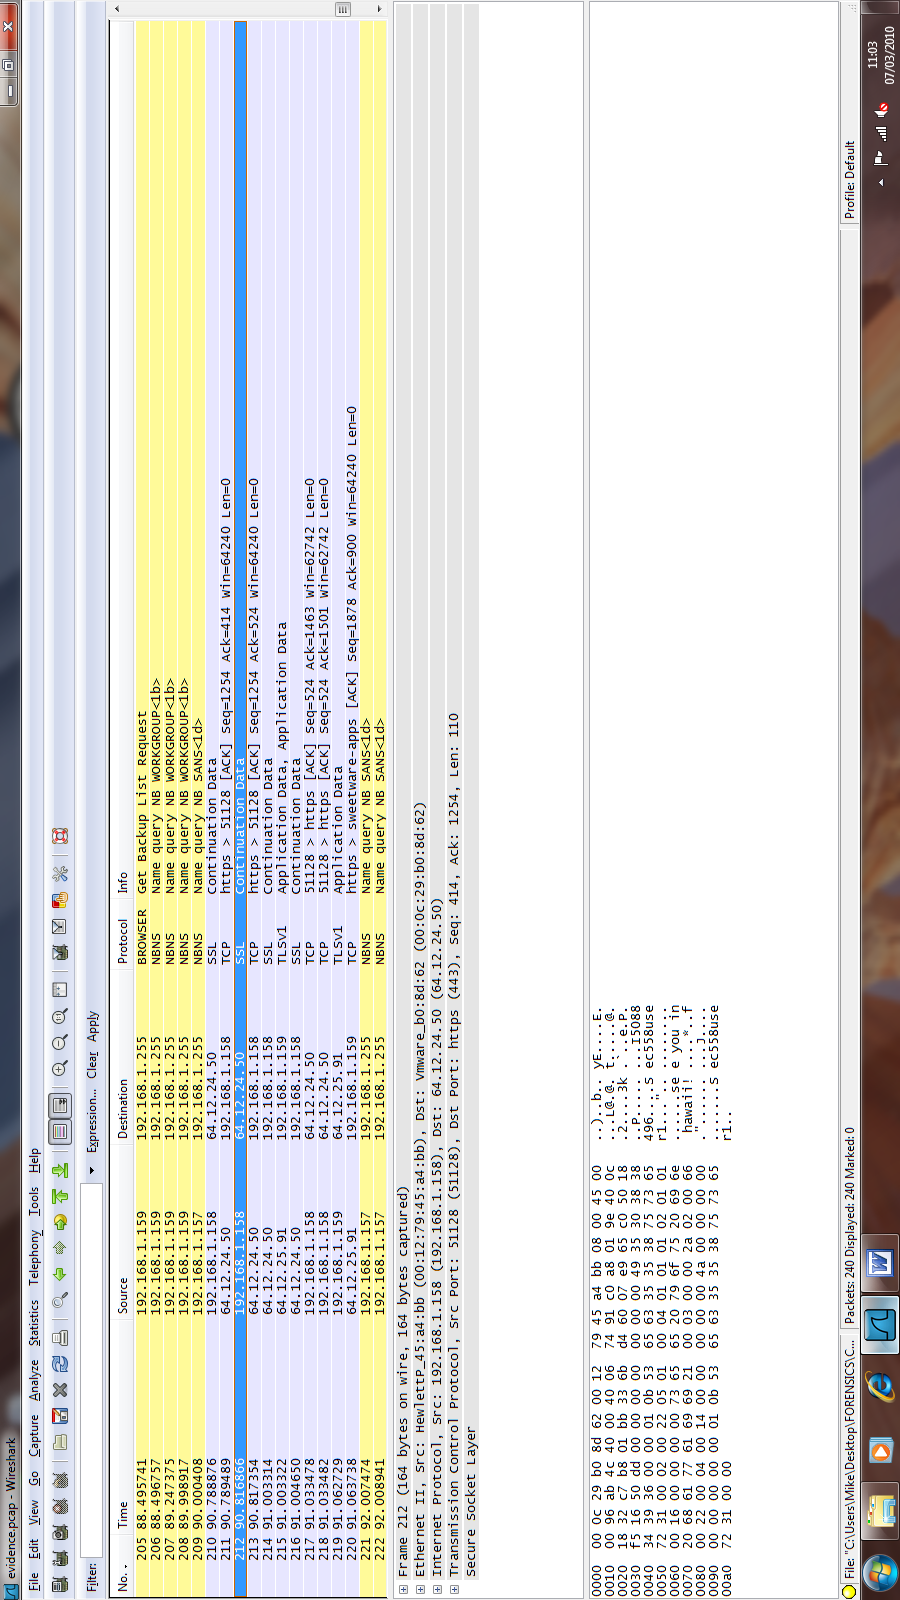 evidence.pcap - Wireshark
File Edit View Go Capture Analyze Statistics Telephony Tools Help
Filter: Expression... Clear Apply
No. . Time Source Destination Protocol Info
205 88.495741 192.168.1.159 192.168.1.255 BROWSER Get Backup List Request
206 88.496757 192.168.1.159 192.168.1.255 NBNS Name query NB WORKGROUP<1b>
207 89.247375 192.168.1.159 192.168.1.255 NBNS Name query NB WORKGROUP<1b>
208 89.998917 192.168.1.159 192.168.1.255 NBNS Name query NB WORKGROUP<1b>
209 90.000408 192.168.1.157 192.168.1.255 NBNS Name query NB SANS<1d>
210 90.788876 192.168.1.158 64.12.24.50 SSL Continuation Data
211 90.789489 64.12.24.50 192.168.1.158 TCP https > 51128 [ACK] Seq=1254 Ack=414 Win=64240 Len=0
212 90.816866 192.168.1.158 64.12.24.50 SSL Continuation Data
213 90.817354 64.12.24.50 192.168.1.158 TCP https > 51128 [ACK] Seq=1254 Ack=524 Win=64240 Len=0
214 91.003314 64.12.24.50 192.168.1.158 SSL Continuation Data
215 91.003322 64.12.25.91 192.168.1.159 TLSv1 Application Data, Application Data
216 91.004650 64.12.24.50 192.168.1.158 SSL Continuation Data
217 91.033478 192.168.1.158 64.12.24.50 TCP 51128 > https [ACK] Seq=524 Ack=1463 Win=62742 Len=0
218 91.033482 192.168.1.158 64.12.24.50 TCP 51128 > https [ACK] Seq=524 Ack=1501 Win=62742 Len=0
219 91.062729 192.168.1.159 64.12.25.91 TLSv1 Application Data
220 91.063738 64.12.25.91 192.168.1.159 TCP https > sweetware-apps [ACK] Seq=1878 Ack=900 Win=64240 Len=0
221 92.007474 192.168.1.157 192.168.1.255 NBNS Name query NB SANS<1d>
222 92.008941 192.168.1.157 192.168.1.255 NBNS Name query NB SANS<1d>
Frame 212 (164 bytes on wire, 164 bytes captured)
Ethernet II, Src: HewlettP_45:a4:bb (00:12:79:45:a4:bb), Dst: Vmware_b0:8d:62 (00:0c:29:b0:8d:62)
Internet Protocol, Src: 192.168.1.158 (192.168.1.158), Dst: 64.12.24.50 (64.12.24.50)
Transmission Control Protocol, Src Port: 51128 (51128), Dst Port: https (443), Seq: 414, Ack: 1254, Len: 110
Secure Socket Layer
0000 00 0c 29 b0 8d 62 00 12 79 45 a4 bb 08 00 45 00 ..)..b.. yE....E.
0010 00 96 ab 4c 40 00 40 06 74 91 c0 a8 01 9e 40 0c ...L@.@. t.....@.
0020 18 32 c7 b8 01 bb 33 6b d4 60 07 e9 65 c0 50 18 .2....3k .`..e.P.
0030 f5 16 50 dd 00 00 00 00 00 00 49 35 30 38 38 ..P..... ...I5088
0040 34 39 36 00 00 01 0b 53 65 63 35 35 38 75 73 65 496....S ec558use
0050 72 31 00 02 00 22 05 01 00 04 01 01 01 02 01 01 r1..."..
0060 00 16 00 00 00 00 73 65 65 20 79 6f 75 20 69 6e ......se e you in
0070 20 68 61 77 61 69 69 21 00 03 00 00 2a 02 00 66 hawaii! ....*..f
0080 00 22 00 04 00 14 00 00 00 00 00 4a 00 00 00 00 ."...... ...J....
0090 00 00 00 00 00 01 0b 53 65 63 35 35 38 75 73 65 .......S ec558use
00a0 72 31 00 00 r1..
File: "C:\Users\Mike\Desktop\FORENSICS\C... Packets: 240 Displayed: 240 Marked: 0 Profile: Default
11:03
07/03/2010